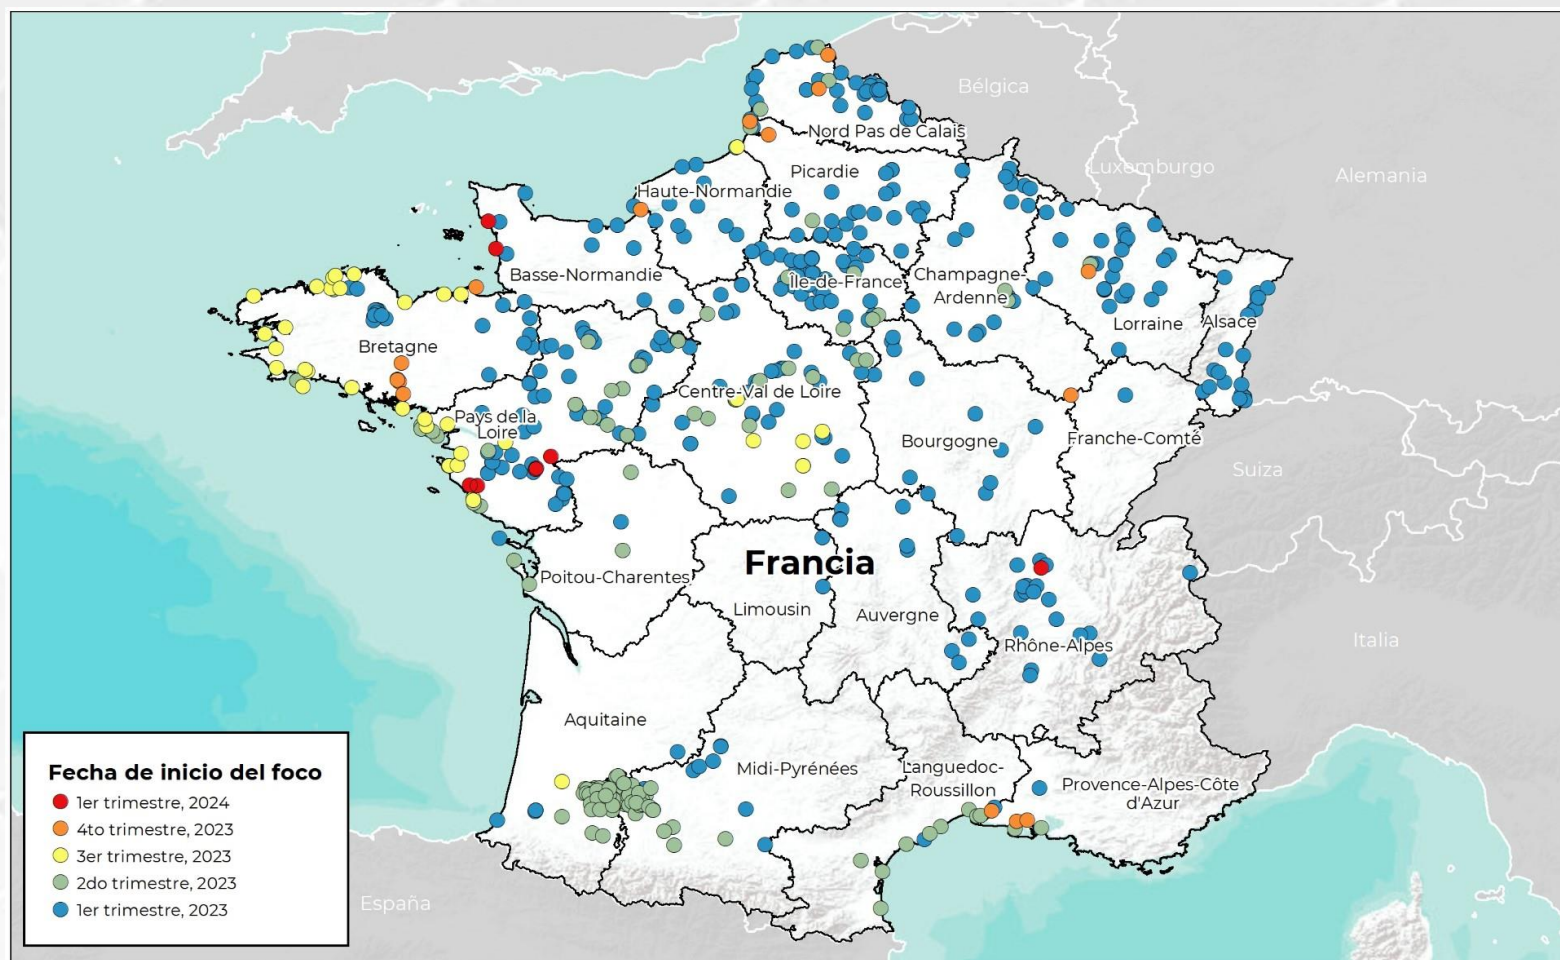 Bélgica
Nord Pas de Calais
Luxemburgo
Alemania
Picardie
Haute-Normandie
Basse-Normandie
Île-de-France
Champagne-
Ardenne
Lorraine
Alsace
Bretagne
Centre-Val de Loire
Pays de la
Loire
Bourgogne
Franche-Comté
Suiza
Francia
Poitou-Charentes
Limousin
Auvergne
Rhône-Alpes
Italia
Aquitaine
Midi-Pyrénées
Languedoc-
Roussillon
Provence-Alpes-Côte
d'Azur
España
Fecha de inicio del foco
1er trimestre, 2024
4to trimestre, 2023
3er trimestre, 2023
2do trimestre, 2023
1er trimestre, 2023